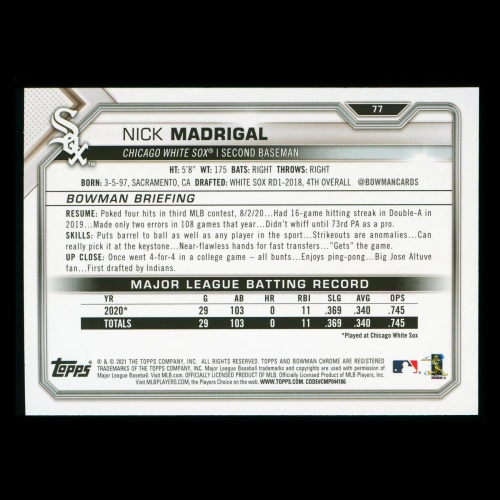 77
Sox
NICK MADRIGAL
CHICAGO WHITE SOX® | SECOND BASEMAN
HT: 5'8" WT: 175 BATS: RIGHT THROWS: RIGHT
BORN: 3-5-97, SACRAMENTO, CA DRAFTED: WHITE SOX RD1-2018, 4TH OVERALL @BOWMANCARDS
BOWMAN BRIEFING
RESUME: Poked four hits in third MLB contest, 8/2/20...Had 16-game hitting streak in Double-A in
2019...Made only two errors in 108 games that year...Didn't whiff until 73rd PA as a pro.
SKILLS: Puts barrel to ball as well as any player in the sport...Strikeouts are anomalies...Can
really pick it at the keystone...Near-flawless hands for fast transfers..."Gets" the game.
UP CLOSE: Once went 4-for-4 in a college game – all bunts...Enjoys ping-pong...Big Jose Altuve
fan...First drafted by Indians.
MAJOR LEAGUE BATTING RECORD
YR G AB HR RBI SLG AVG OPS
2020* 29 103 0 11 .369 .340 .745
TOTALS 29 103 0 11 .369 .340 .745
*Played at Chicago White Sox
Topps
® & © 2021 THE TOPPS COMPANY, INC. ALL RIGHTS RESERVED. TOPPS AND BOWMAN CHROME ARE REGISTERED
TRADEMARKS OF THE TOPPS COMPANY, INC. Major League Baseball trademarks and copyrights are used with permission of
Major League Baseball. Visit MLB.com. OFFICIALLY LICENSED PRODUCT OF MLB. Officially Licensed Product of MLB Players, Inc.
Visit MLBPLAYERS.com, the Players Choice on the web. WWW.TOPPS.COM. CODE#CMP044106